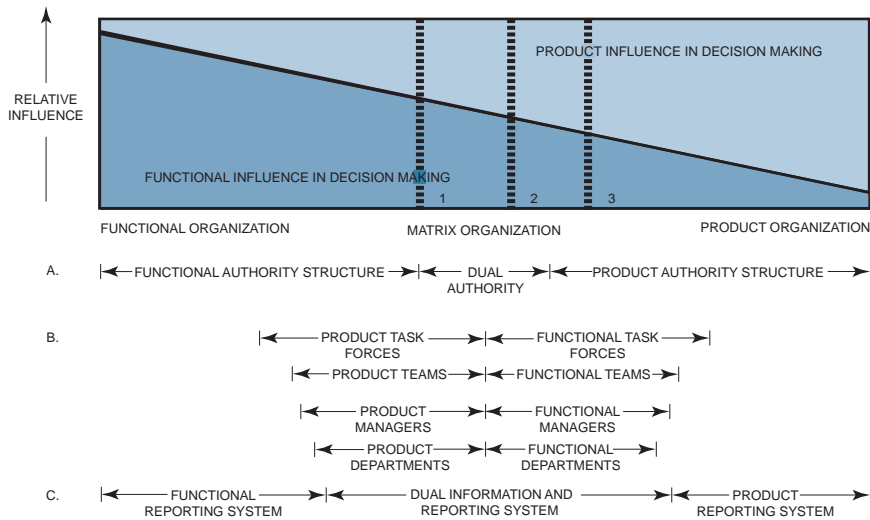 PRODUCT INFLUENCE IN DECISION MAKING
RELATIVE
INFLUENCE
FUNCTIONAL INFLUENCE IN DECISION MAKING
1
2
3
FUNCTIONAL ORGANIZATION
MATRIX ORGANIZATION
PRODUCT ORGANIZATION
A.
FUNCTIONAL AUTHORITY STRUCTURE
DUAL
AUTHORITY
PRODUCT AUTHORITY STRUCTURE
B.
PRODUCT TASK
FORCES
FUNCTIONAL TASK
FORCES
PRODUCT TEAMS
FUNCTIONAL TEAMS
PRODUCT
MANAGERS
FUNCTIONAL
MANAGERS
PRODUCT
DEPARTMENTS
FUNCTIONAL
DEPARTMENTS
C.
FUNCTIONAL
REPORTING SYSTEM
DUAL INFORMATION AND
REPORTING SYSTEM
PRODUCT
REPORTING SYSTEM